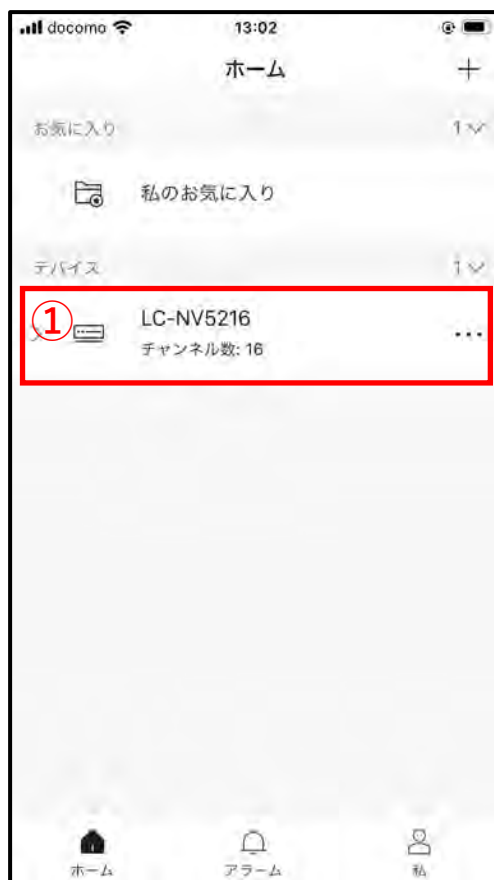 docomo 13:02
ホーム
お気に入り 1
私のお気に入り
デバイス 1
① LC-NV5216
チャンネル数: 16
ホーム アラーム 私